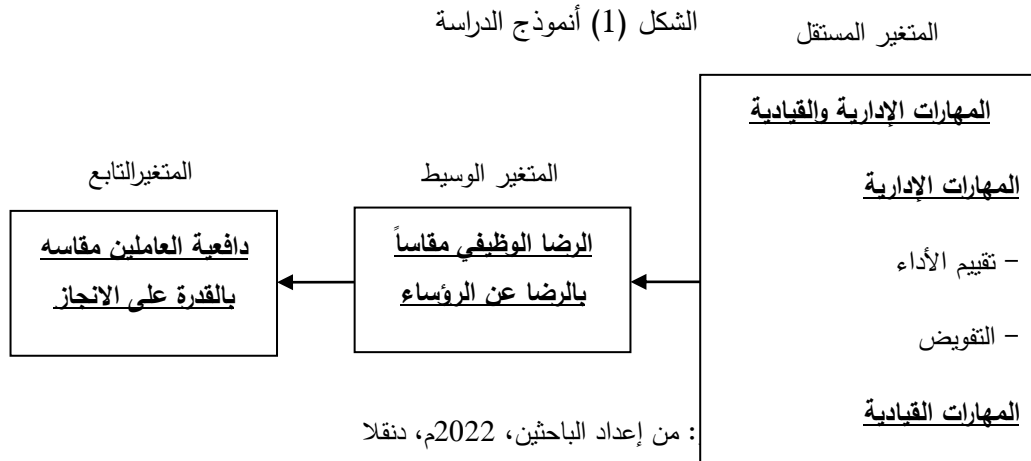 الشكل (1) أنموذج الدراسة
المتغير المستقل
المهارات الإدارية والقيادية
المهارات الإدارية
- تقييم الأداء
- التفويض
المهارات القيادية
المتغير الوسيط
الرضا الوظيفي مقاساً
بالرضا عن الرؤساء
المتغيرالتابع
دافعية العاملين مقاسه
بالقدرة على الانجاز
: من إعداد الباحثين، 2022م، دنقلا